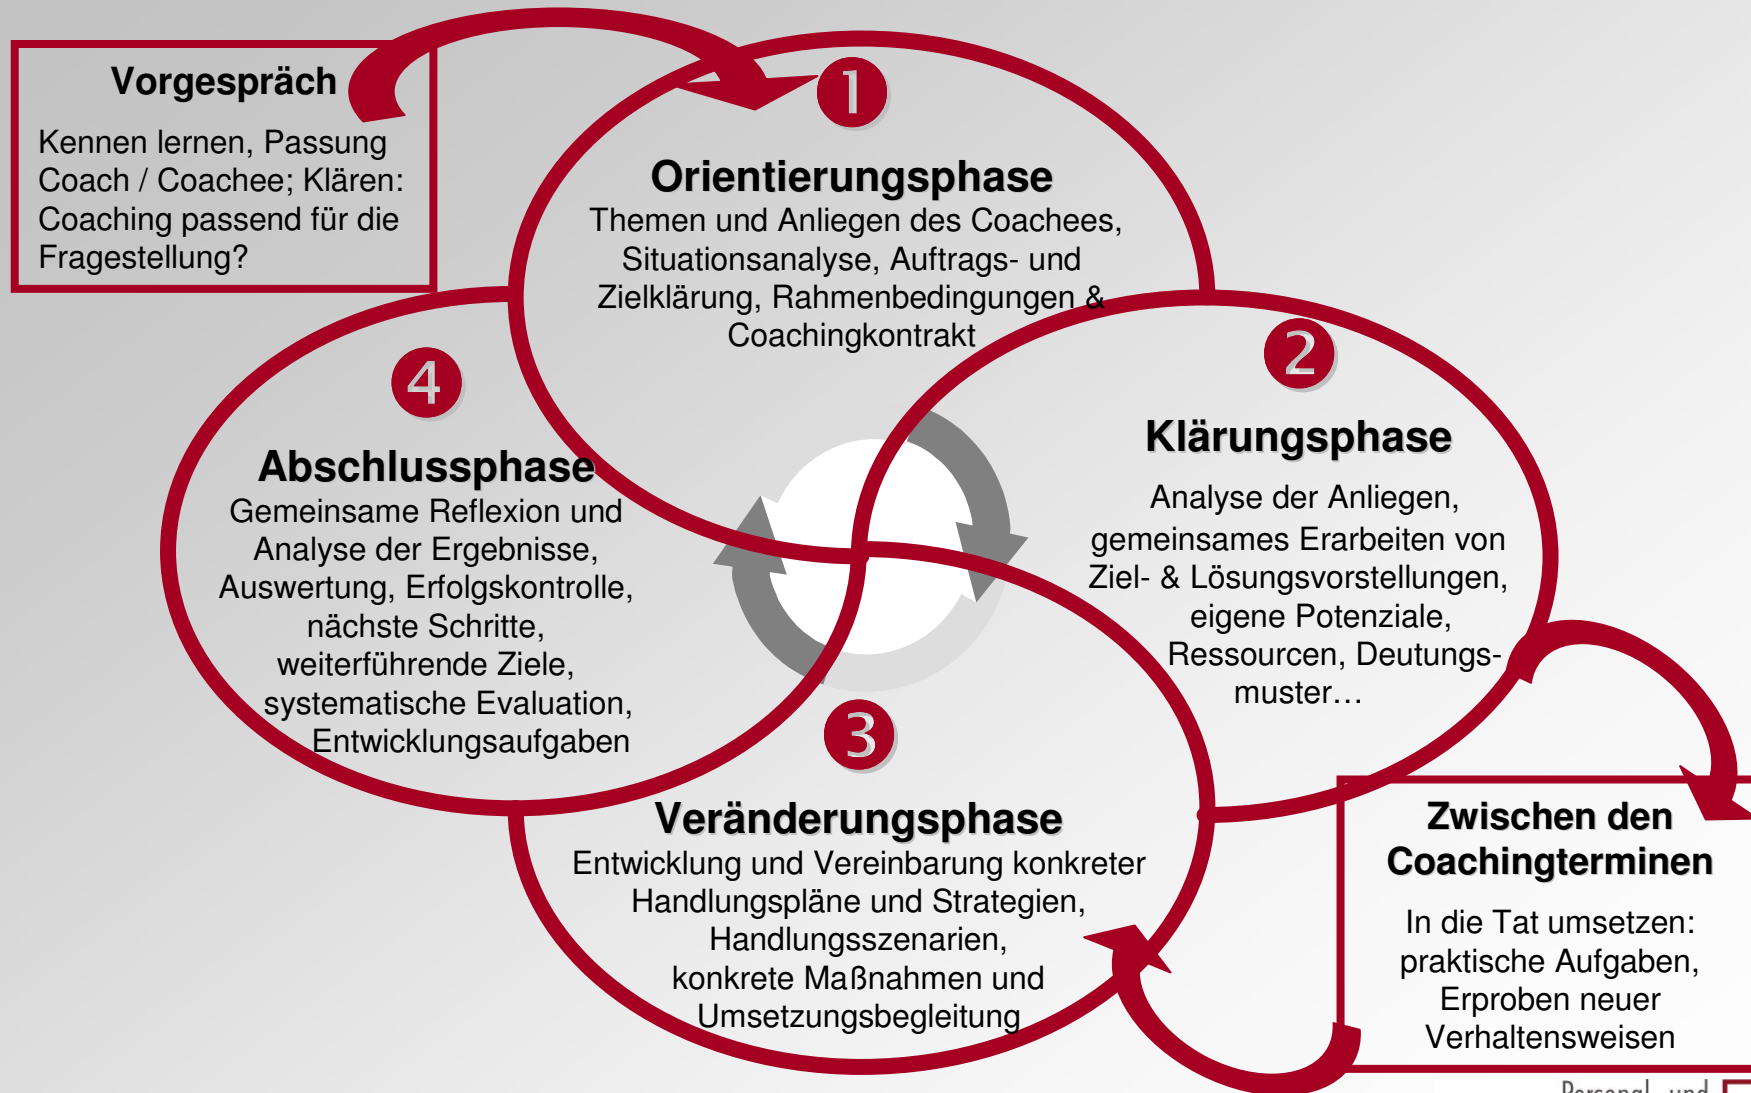 Vorgespräch
Kennen lernen, Passung
Coach / Coachee; Klären:
Coaching passend für die
Fragestellung?
1
Orientierungsphase
Themen und Anliegen des Coachees,
Situationsanalyse, Auftrags- und
Zielklärung, Rahmenbedingungen &
Coachingkontrakt
2
Klärungsphase
Analyse der Anliegen,
gemeinsames Erarbeiten von
Ziel- & Lösungsvorstellungen,
eigene Potenziale,
Ressourcen, Deutungs-
muster…
4
Abschlussphase
Gemeinsame Reflexion und
Analyse der Ergebnisse,
Auswertung, Erfolgskontrolle,
nächste Schritte,
weiterführende Ziele,
systematische Evaluation,
Entwicklungsaufgaben
3
Veränderungsphase
Entwicklung und Vereinbarung konkreter
Handlungspläne und Strategien,
Handlungsszenarien,
konkrete Maßnahmen und
Umsetzungsbegleitung
Zwischen den
Coachingterminen
In die Tat umsetzen:
praktische Aufgaben,
Erproben neuer
Verhaltensweisen
Personal- und